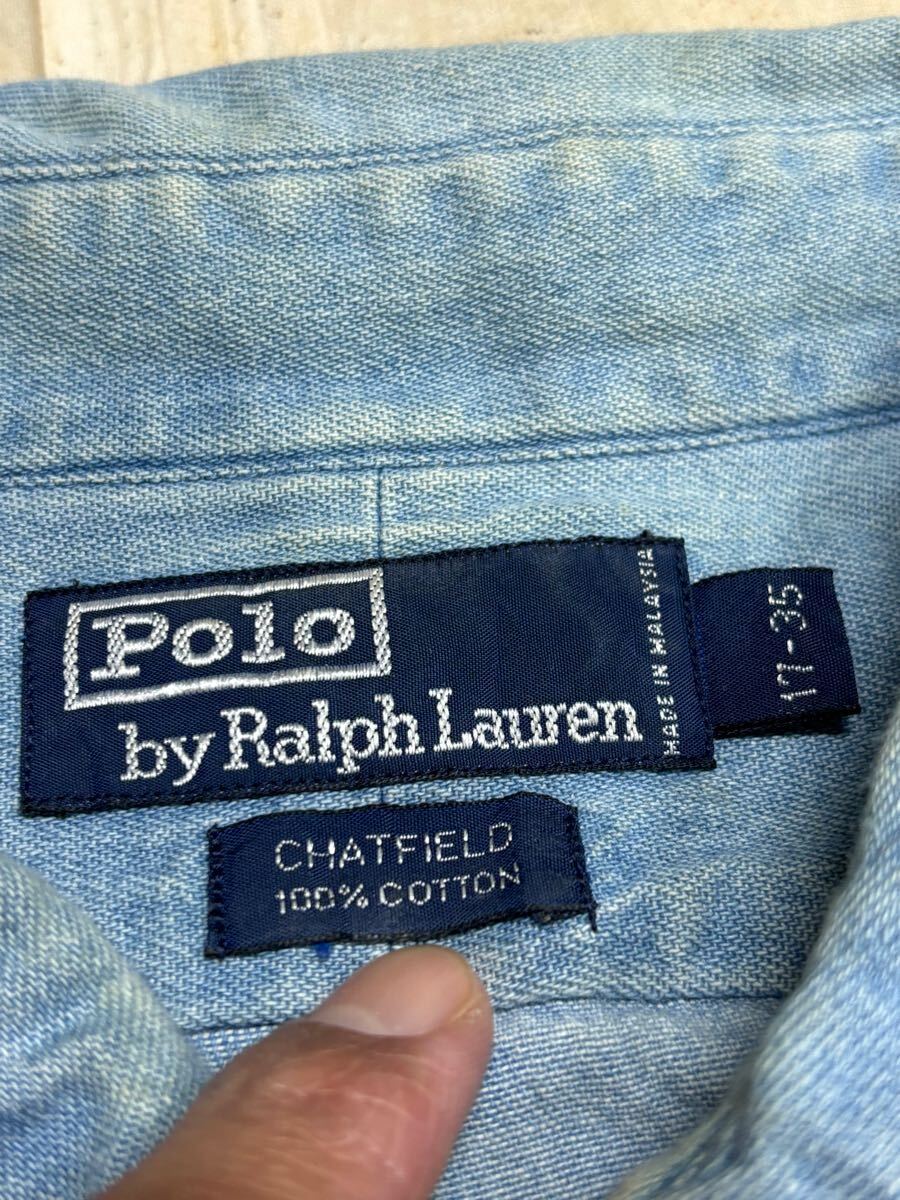 Polo
by Ralph Lauren
MADE IN MALAYSIA
17-35
CHATFIELD
100% COTTON